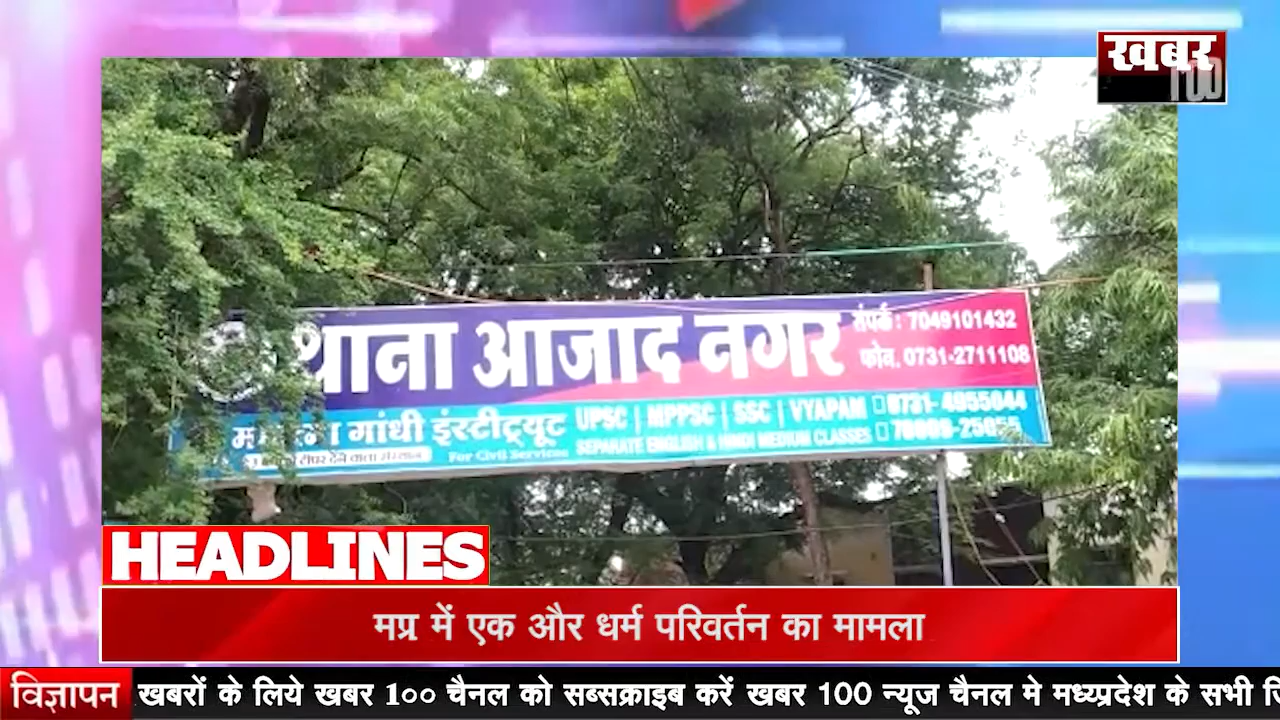 खबर
100
थाना आजाद नगर
संपर्क : 7049101432
फोन. 0731-2711108
गांधी इंस्टीट्यूट
UPSC | MPPSC | SSC | VYAPAM
SEPARATE ENGLISH & HINDI MEDIUM CLASSES
For Civil Services
HEADLINES
मप्र में एक और धर्म परिवर्तन का मामला
विज्ञापन
खबरों के लिये खबर 1०० चैनल को सब्सक्राइब करें खबर 100 न्यूज चैनल मे मध्यप्रदेश के सभी